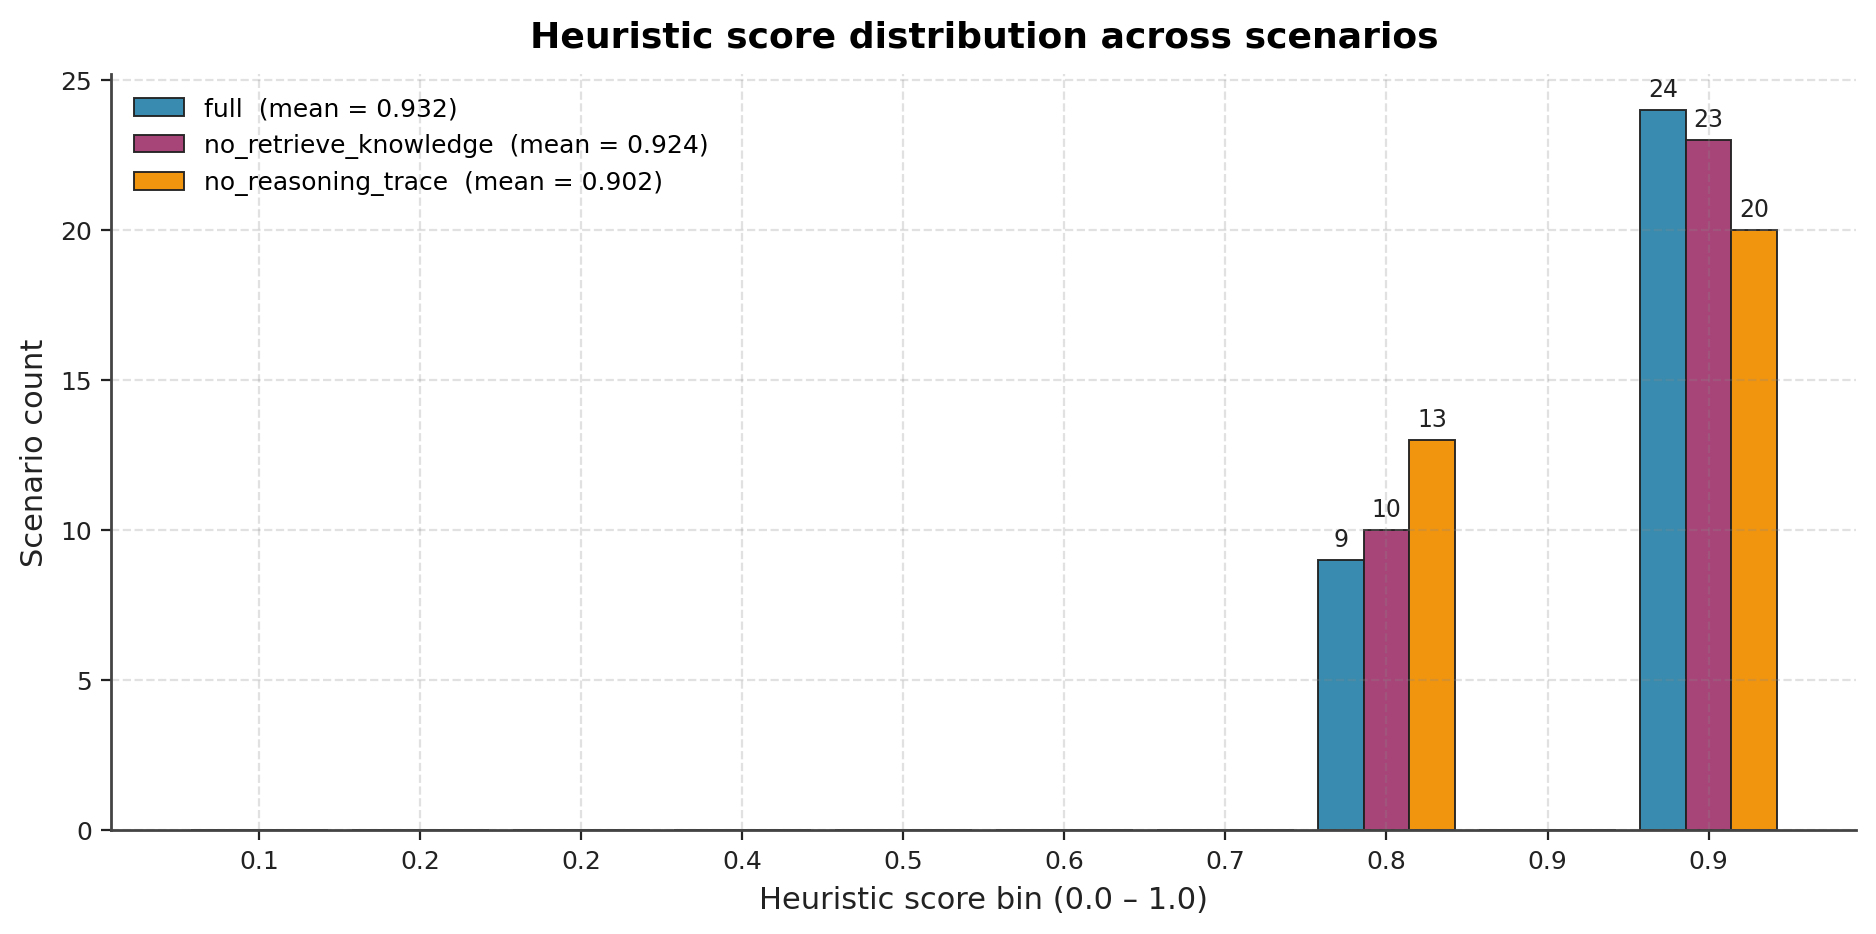 Heuristic score distribution across scenarios
full (mean = 0.932)
no_retrieve_knowledge (mean = 0.924)
no_reasoning_trace (mean = 0.902)
Scenario count
25
20
15
10
5
0
9
10
13
24
23
20
0.1 0.2 0.2 0.4 0.5 0.6 0.7 0.8 0.9 0.9
Heuristic score bin (0.0 – 1.0)